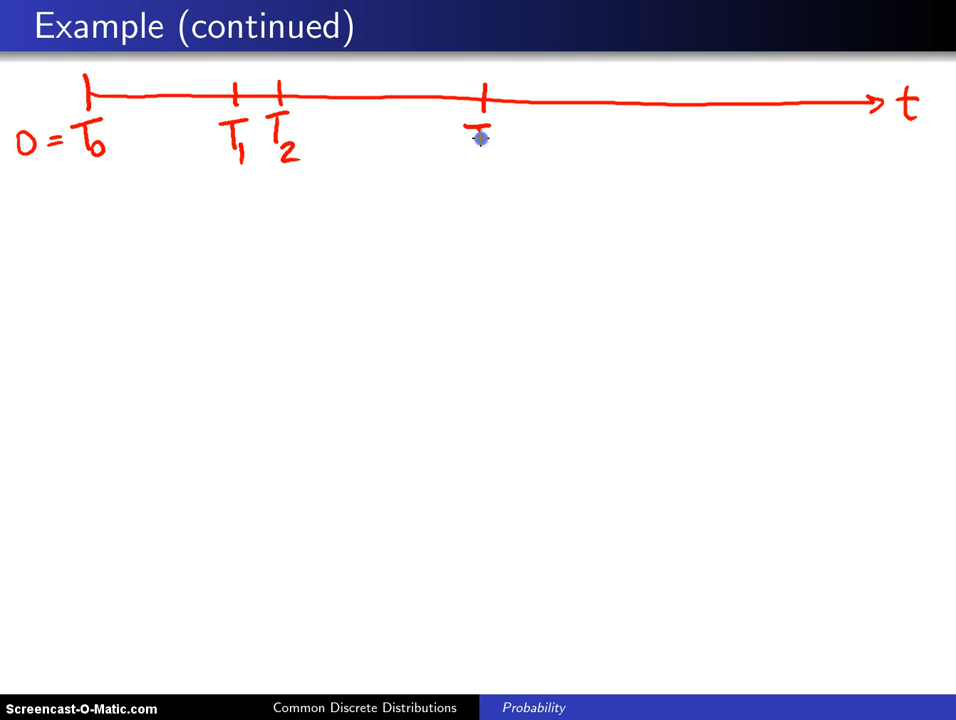 Example (continued)
t
0 = T0 T1 T2 T
Screencast-O-Matic.com Common Discrete Distributions Probability